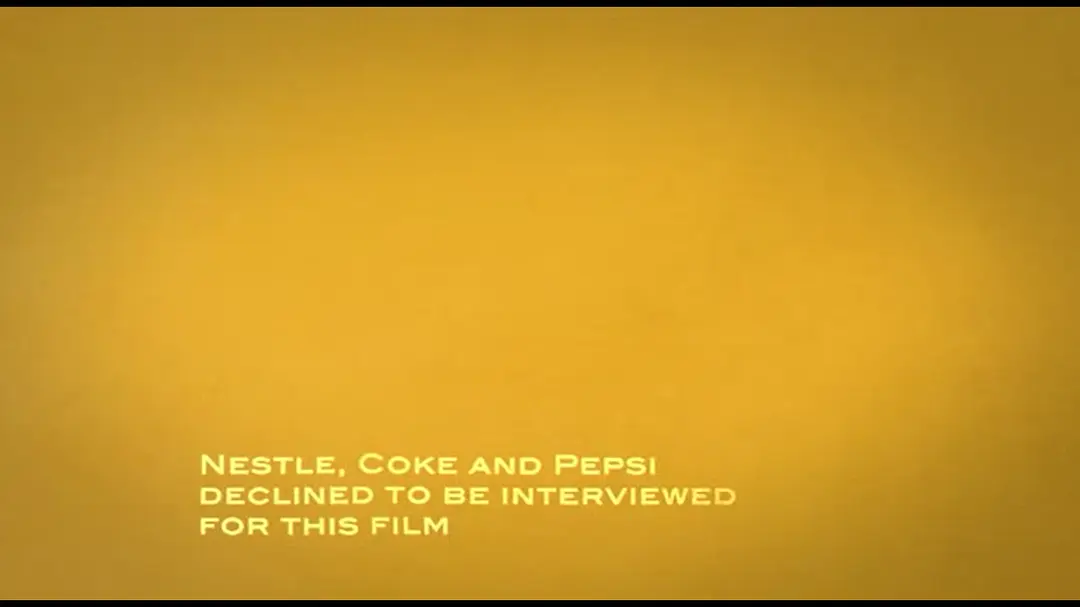 Nestle, Coke and Pepsi
declined to be interviewed
for this film